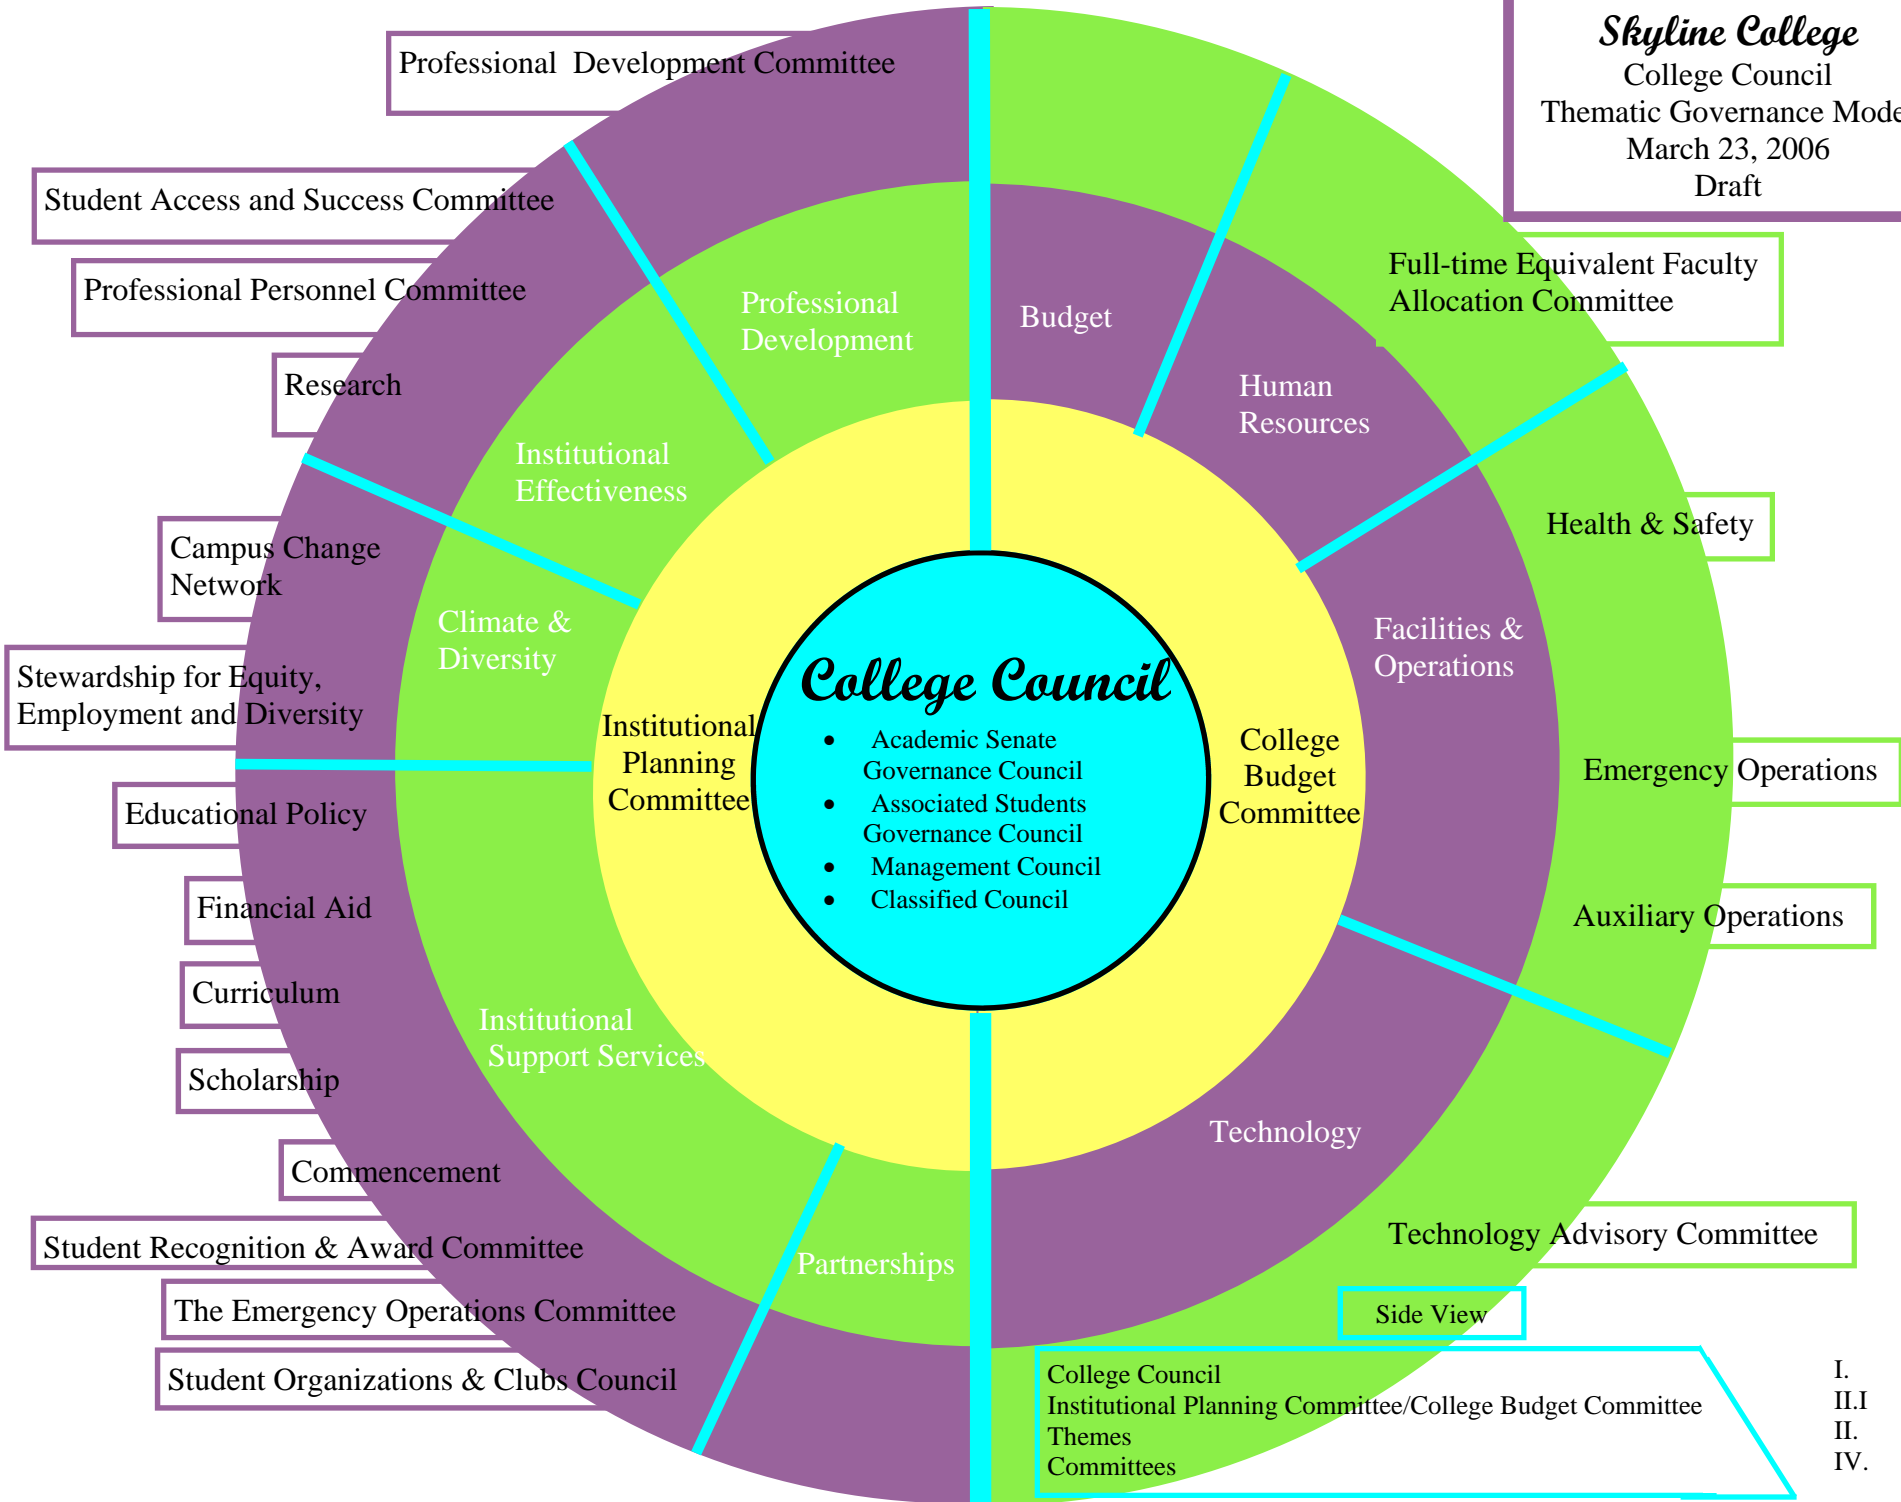 Skyline College
College Council
Thematic Governance Mode
March 23, 2006
Draft
Professional Development Committee
Student Access and Success Committee
Professional Personnel Committee
Research
Campus Change
Network
Stewardship for Equity,
Employment and Diversity
Educational Policy
Financial Aid
Curriculum
Scholarship
Commencement
Student Recognition & Award Committee
The Emergency Operations Committee
Student Organizations & Clubs Council
Professional
Development
Institutional
Effectiveness
Climate &
Diversity
Institutional
Support Services
Partnerships
Institutional
Planning
Committee
College Council
• Academic Senate
Governance Council
• Associated Students
Governance Council
• Management Council
• Classified Council
College
Budget
Committee
Budget
Human
Resources
Facilities &
Operations
Technology
Full-time Equivalent Faculty
Allocation Committee
Health & Safety
Emergency Operations
Auxiliary Operations
Technology Advisory Committee
Side View
College Council
Institutional Planning Committee/College Budget Committee
Themes
Committees
I.
II.I
II.
IV.